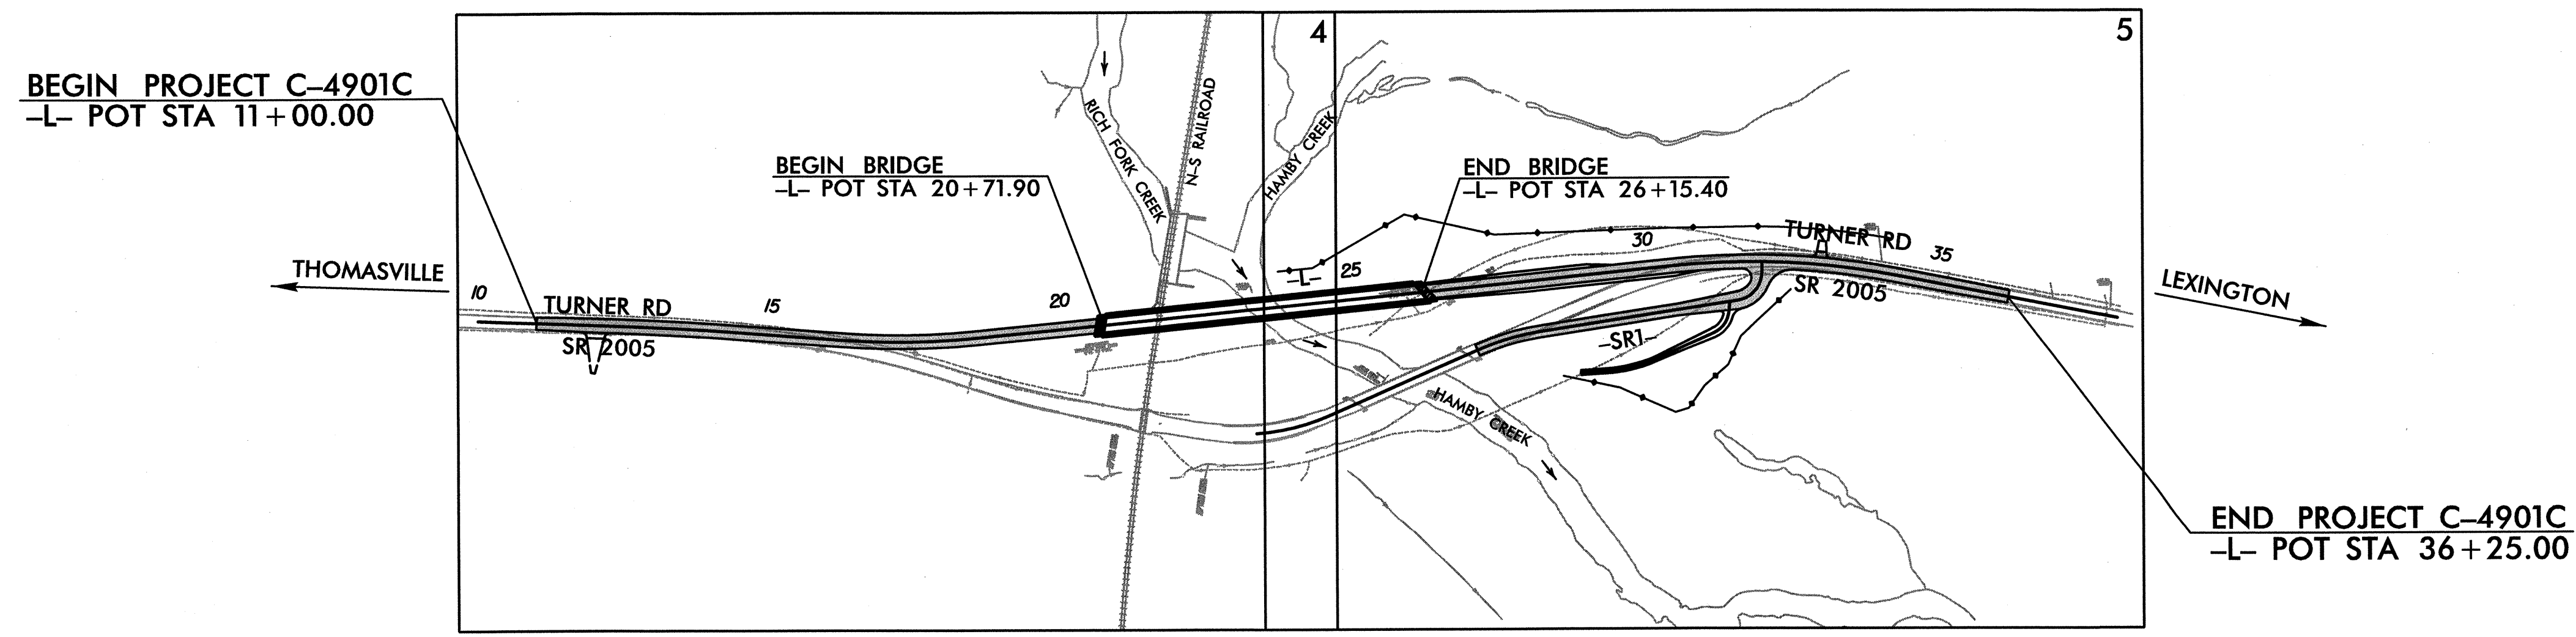 4
5
BEGIN PROJECT C–4901C
–L– POT STA 11+00.00
RICH FORK CREEK
N–S RAILROAD
HAMBY CREEK
BEGIN BRIDGE
–L– POT STA 20+71.90
END BRIDGE
–L– POT STA 26+15.40
THOMASVILLE
10
TURNER RD
SR 2005
15
20
–L–
25
30
TURNER RD
35
SR 2005
LEXINGTON
–SR1–
HAMBY CREEK
END PROJECT C–4901C
–L– POT STA 36+25.00